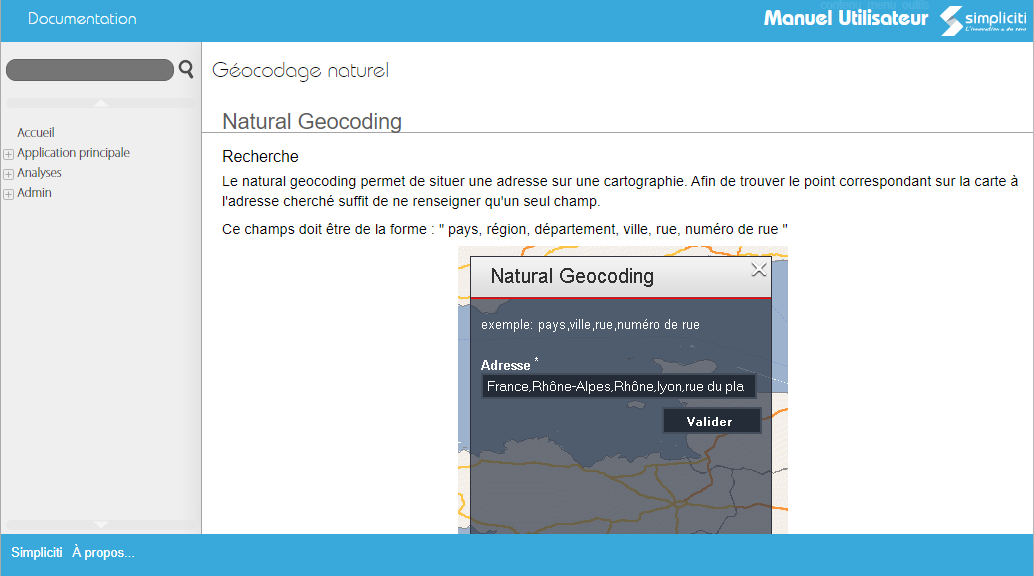 Documentation
contenu menu outils
Manuel Utilisateur
simpliciti
L'innovation a du sens
Géocodage naturel
Accueil
Application principale
Analyses
Admin
Natural Geocoding
Recherche
Le natural geocoding permet de situer une adresse sur une cartographie. Afin de trouver le point correspondant sur la carte à
l'adresse cherché suffit de ne renseigner qu'un seul champ.
Ce champs doit être de la forme : " pays, région, département, ville, rue, numéro de rue "
Natural Geocoding
exemple: pays,ville,rue,numéro de rue
Adresse *
France,Rhône-Alpes,Rhône,lyon,rue du pla
Valider
Simpliciti À propos...